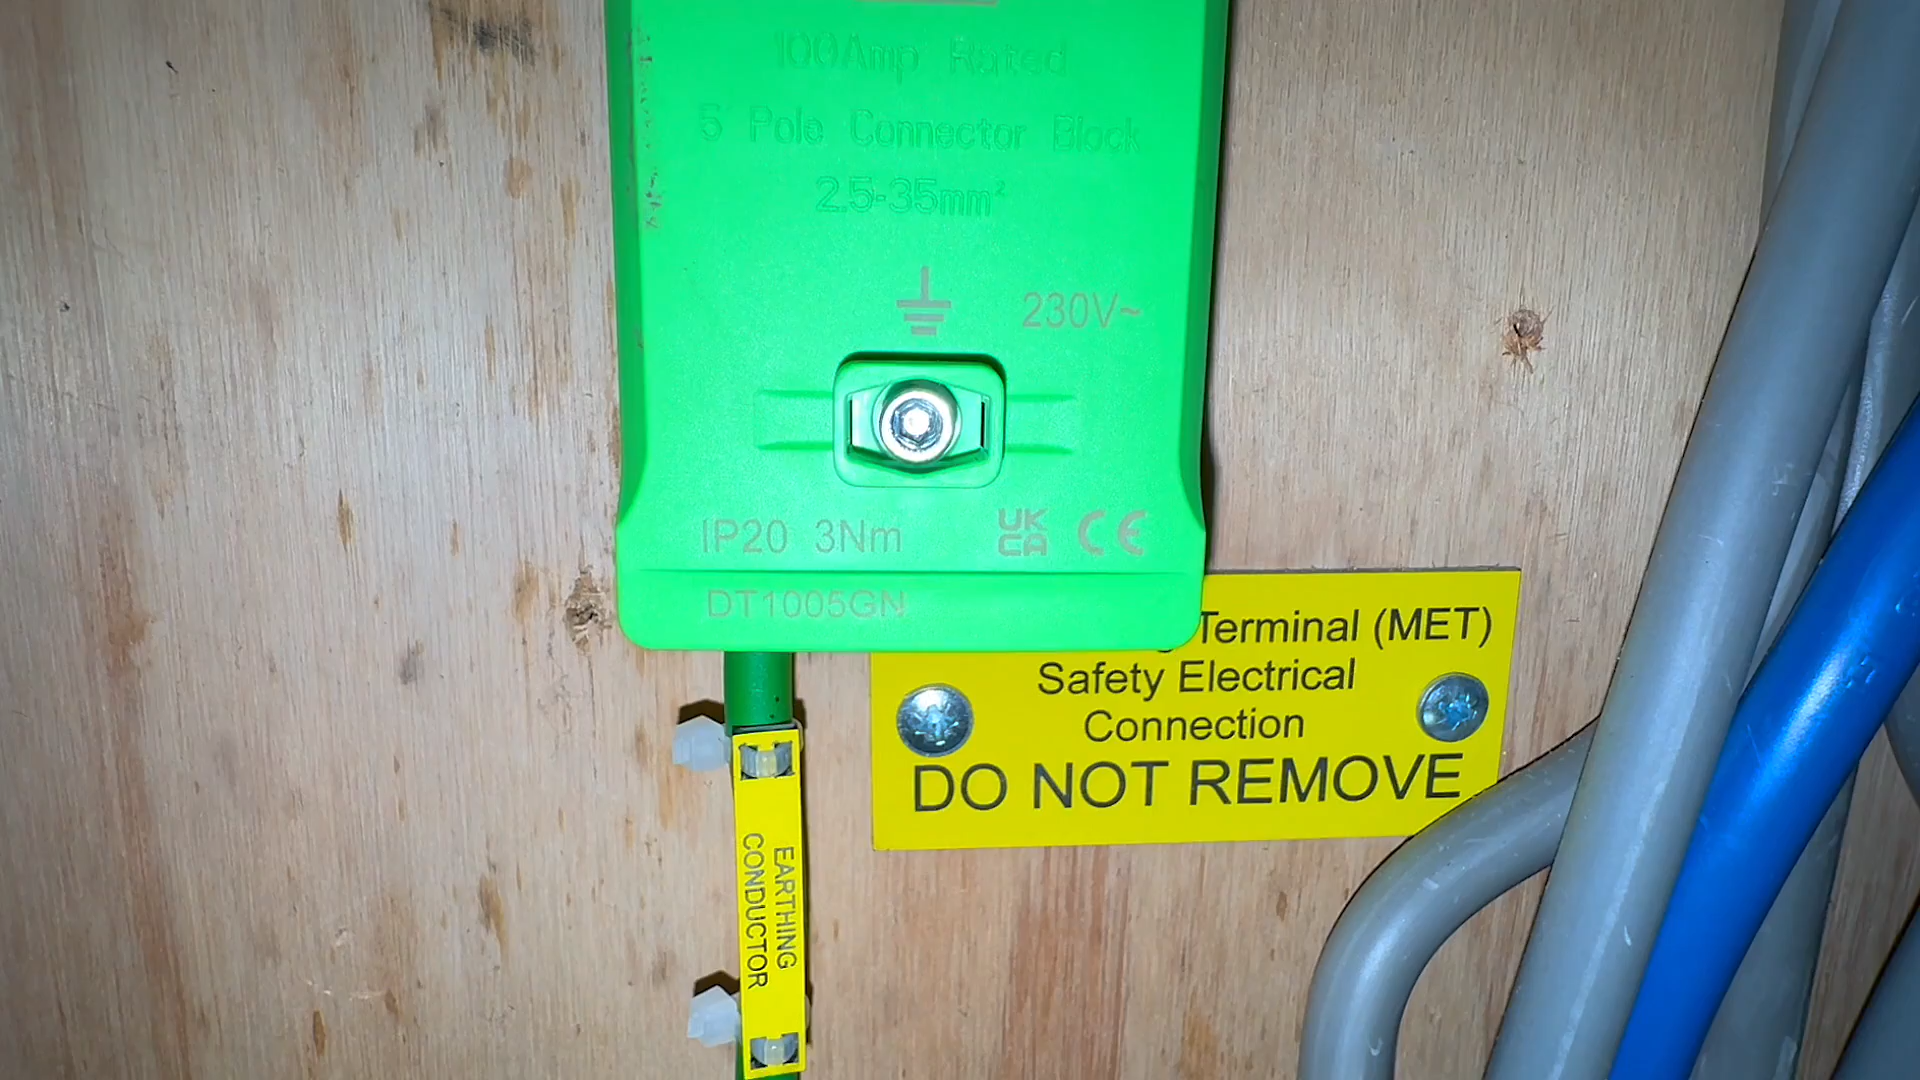 100Amp Rated
5 Pole Connector Block
2.5-35mm²
230V~
IP20 3Nm
UK
CA CE
DT1005GN
Terminal (MET)
Safety Electrical
Connection
DO NOT REMOVE
EARTHING
CONDUCTOR